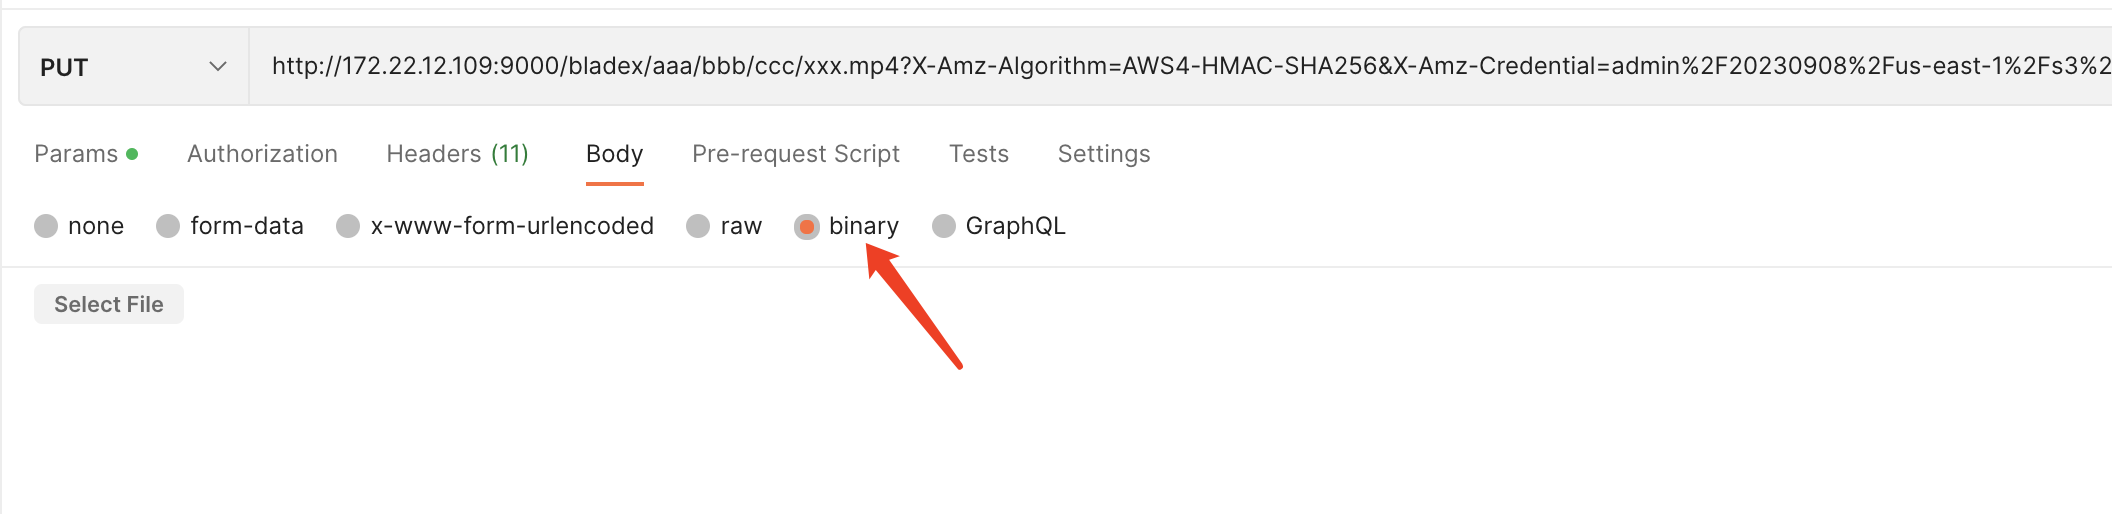 PUT http://172.22.12.109:9000/bladex/aaa/bbb/ccc/xxx.mp4?X-Amz-Algorithm=AWS4-HMAC-SHA256&X-Amz-Credential=admin%2F20230908%2Fus-east-1%2Fs3%2
Params Authorization Headers (11) Body Pre-request Script Tests Settings
none form-data x-www-form-urlencoded raw binary GraphQL
Select File